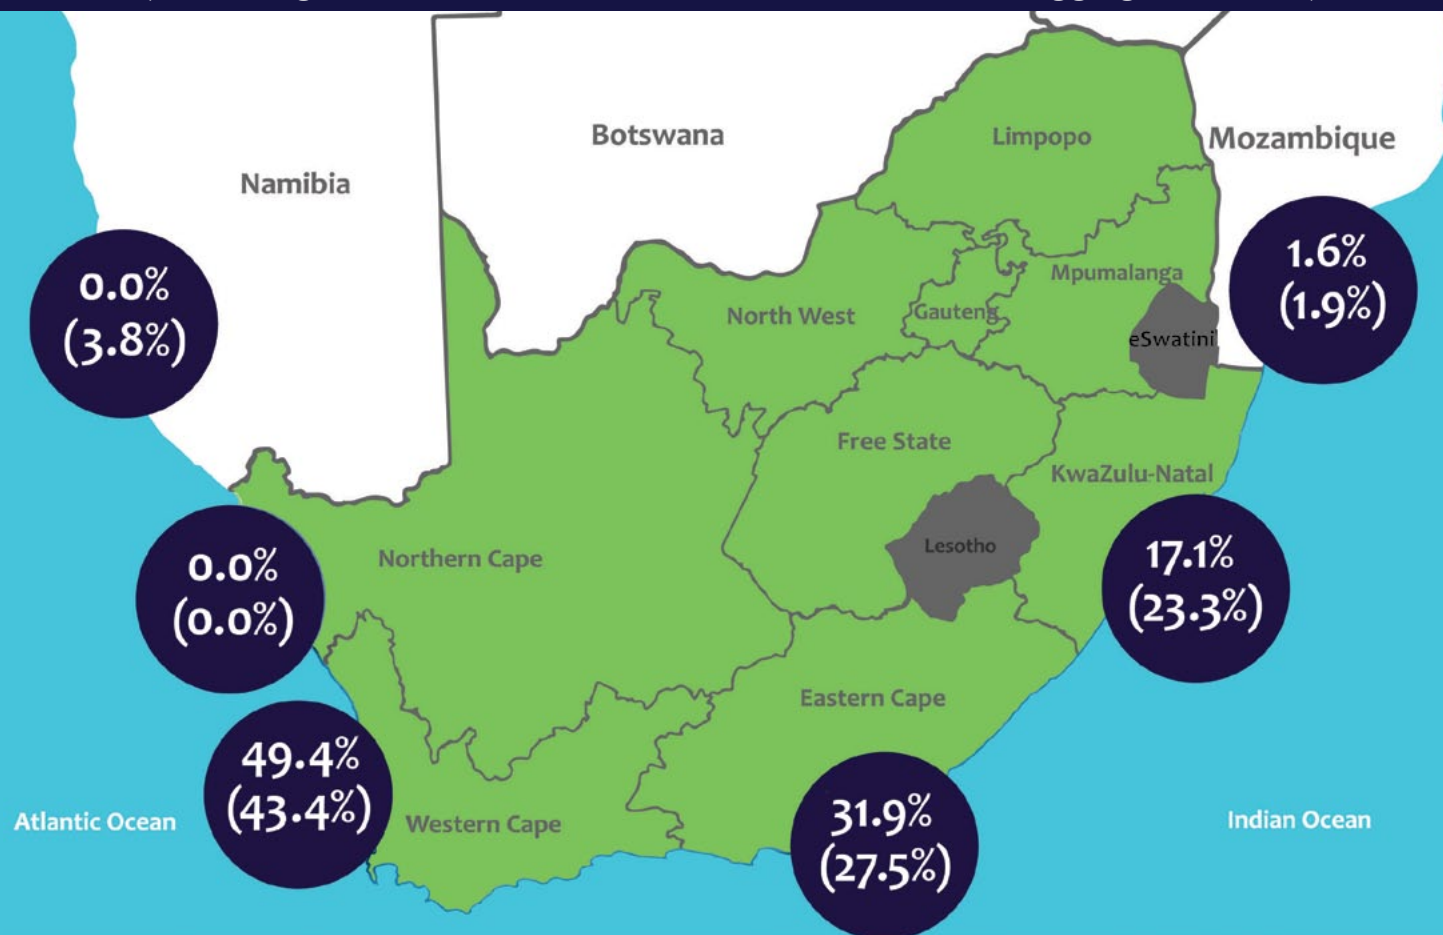 Botswana
Limpopo
Mozambique
Namibia
0.0%
(3.8%)
1.6%
(1.9%)
Mpumalanga
North West
Gauteng
eSwatini
Free State
KwaZulu-Natal
Lesotho
Northern Cape
0.0%
(0.0%)
17.1%
(23.3%)
Eastern Cape
49.4%
(43.4%)
Western Cape
Atlantic Ocean
31.9%
(27.5%)
Indian Ocean